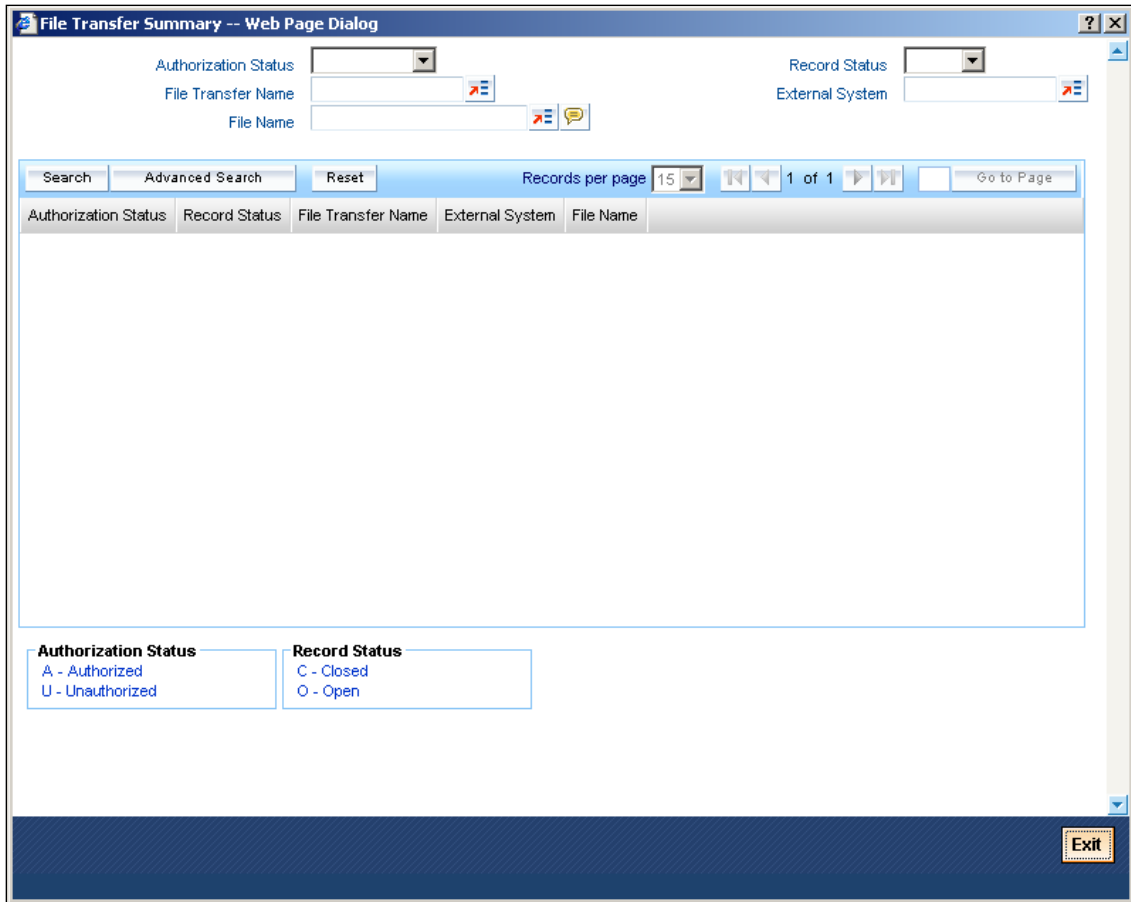 File Transfer Summary -- Web Page Dialog
Authorization Status
Record Status
File Transfer Name
External System
File Name
Search Advanced Search Reset Records per page 15 1 of 1 Go to Page
Authorization Status Record Status File Transfer Name External System File Name
Authorization Status
A - Authorized
U - Unauthorized
Record Status
C - Closed
O - Open
Exit